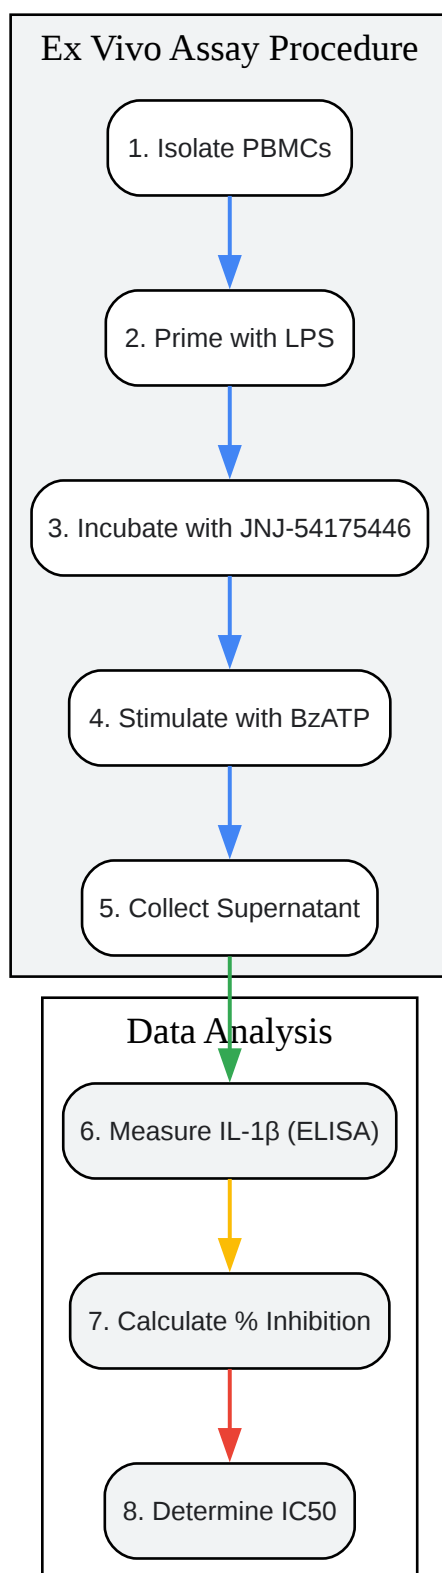 Ex Vivo Assay Procedure
1. Isolate PBMCs
2. Prime with LPS
3. Incubate with JNJ-54175446
4. Stimulate with BzATP
5. Collect Supernatant
Data Analysis
6. Measure IL-1β (ELISA)
7. Calculate % Inhibition
8. Determine IC50